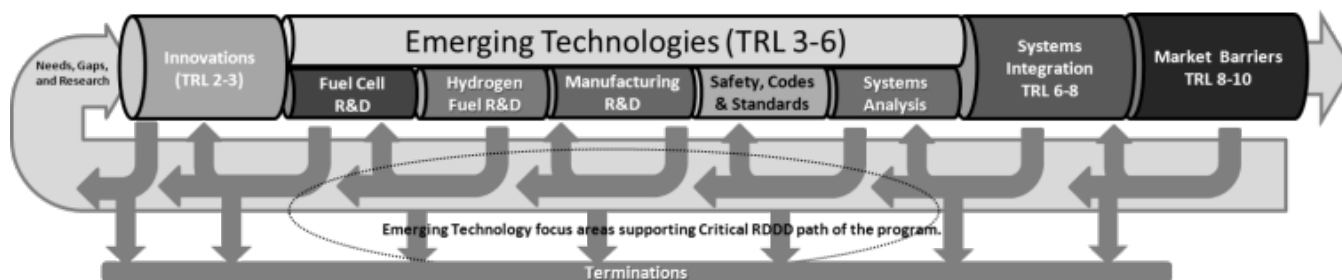 Needs, Gaps,
and Research
Innovations
(TRL 2-3)
Emerging Technologies (TRL 3-6)
Fuel Cell
R&D
Hydrogen
Fuel R&D
Manufacturing
R&D
Safety, Codes
& Standards
Systems
Analysis
Systems
Integration
TRL 6-8
Market Barriers
TRL 8-10
Emerging Technology focus areas supporting Critical RDDD path of the program.
Terminations